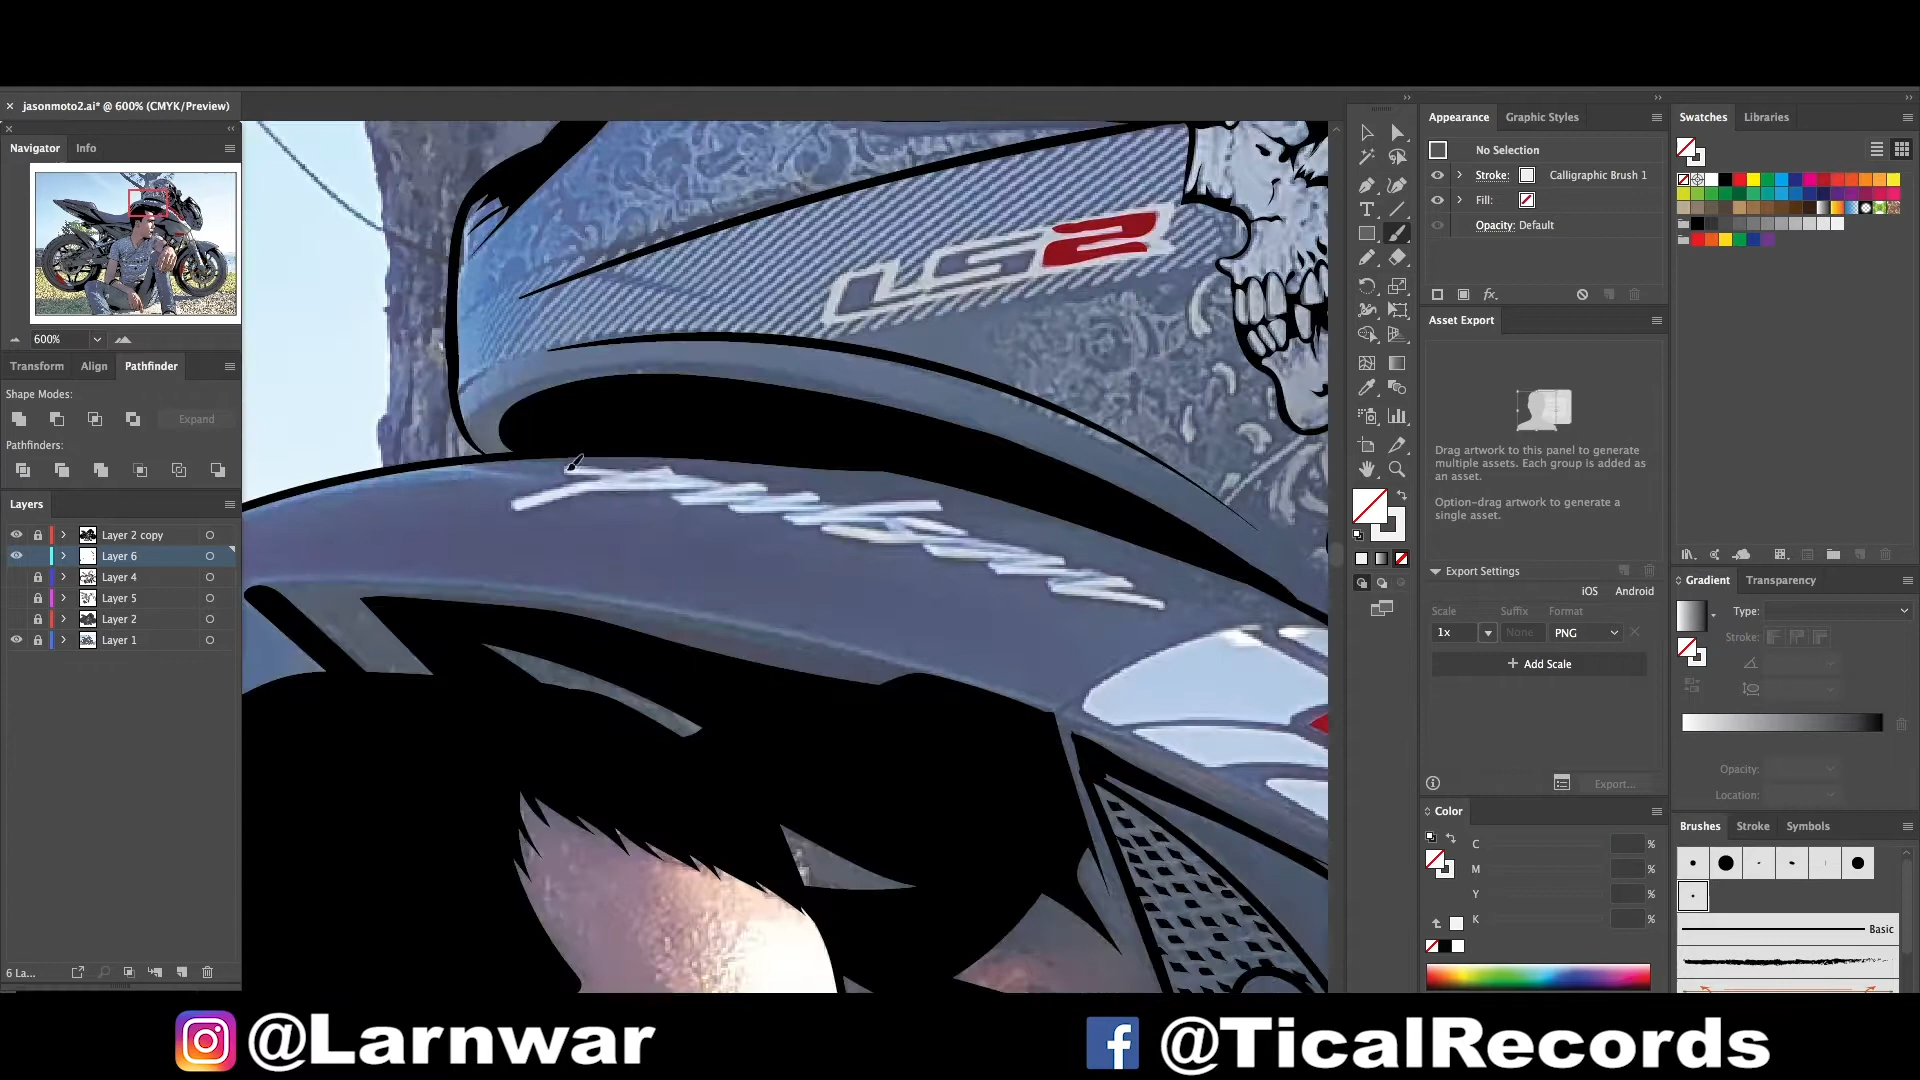 jasonmoto2.ai* @ 600% (CMYK/Preview)
Navigator
Info
600%
Transform
Align
Pathfinder
Shape Modes:
Expand
Pathfinders:
Layers
Layer 2 copy
Layer 6
Layer 4
Layer 5
Layer 2
Layer 1
6 La...
LS2
Appearance
Graphic Styles
No Selection
Stroke:
Calligraphic Brush 1
Fill:
Opacity: Default
fx
Asset Export
Drag artwork to this panel to generate
multiple assets. Each group is added as
an asset.
Option-drag artwork to generate a
single asset.
Export Settings
iOS
Android
Scale
Suffix
Format
1x
None
PNG
+ Add Scale
Export...
Color
C %
M %
Y %
K %
Swatches
Libraries
Gradient
Transparency
Type:
Stroke:
Opacity:
Location:
Brushes
Stroke
Symbols
Basic
@Larnwar
@TicalRecords